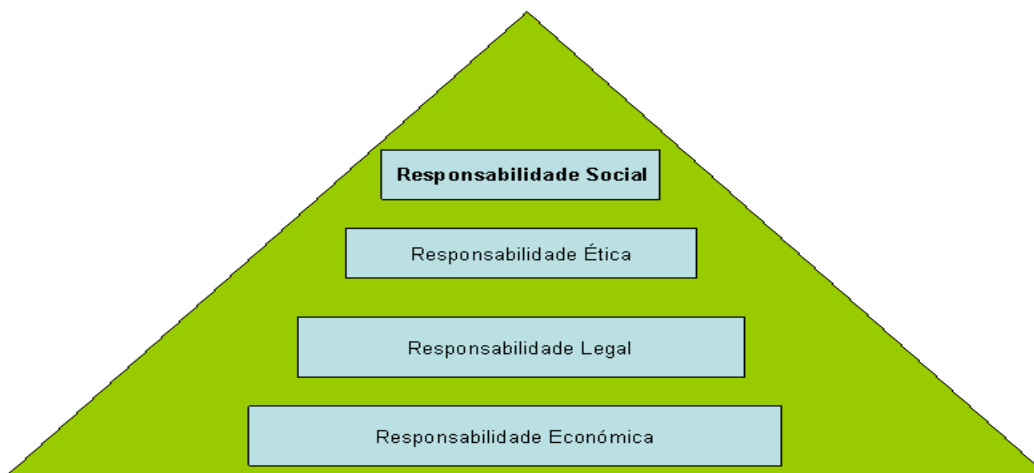 Responsabilidade Social
Responsabilidade Ética
Responsabilidade Legal
Responsabilidade Económica